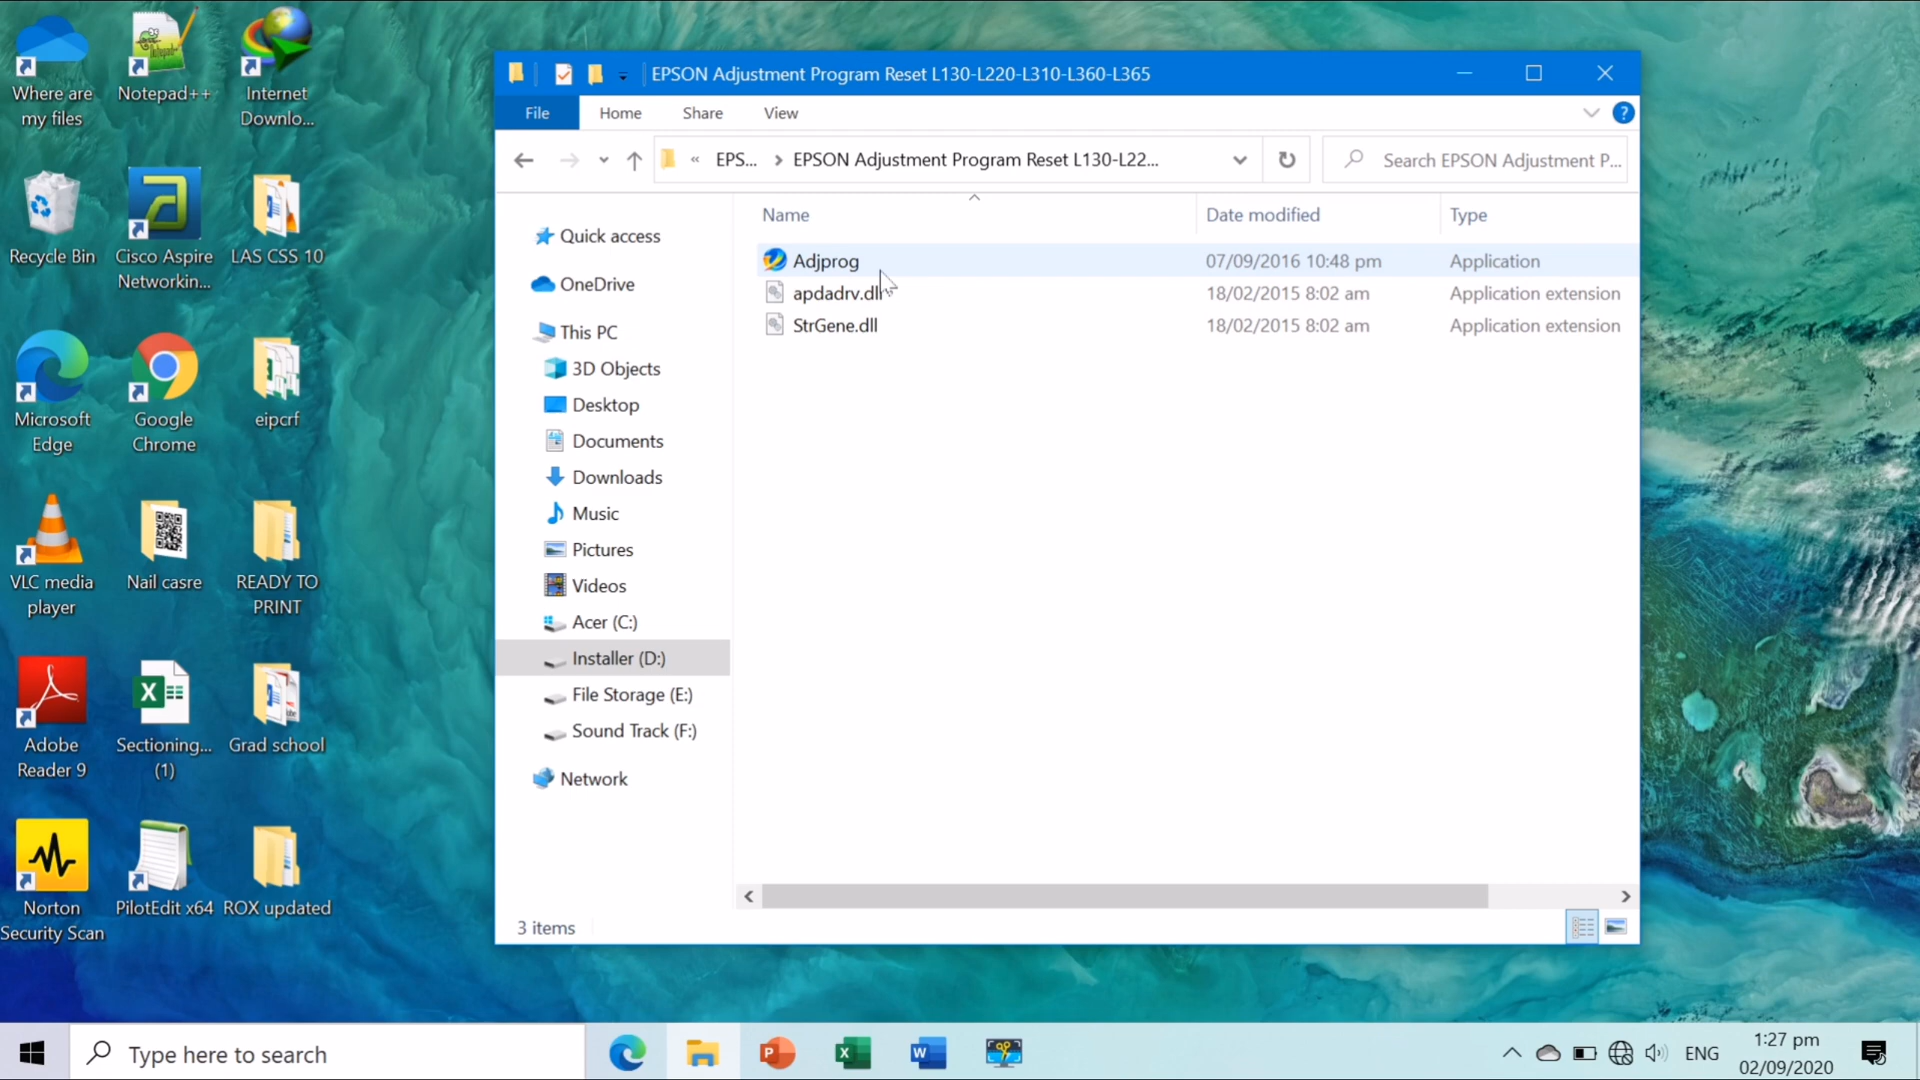 Where are
my files
Notepad++
Internet
Downlo...
Recycle Bin
Cisco Aspire
Networkin...
LAS CSS 10
Microsoft
Edge
Google
Chrome
eipcrf
VLC media
player
Nail casre
READY TO
PRINT
Adobe
Reader 9
Sectioning...
(1)
Grad school
Norton
Security Scan
PilotEdit x64
ROX updated
EPSON Adjustment Program Reset L130-L220-L310-L360-L365
File
Home
Share
View
?
« EPS... > EPSON Adjustment Program Reset L130-L22...
Search EPSON Adjustment P...
Name
Date modified
Type
Adjprog
07/09/2016 10:48 pm
Application
apdadrv.dll
18/02/2015 8:02 am
Application extension
StrGene.dll
18/02/2015 8:02 am
Application extension
Quick access
OneDrive
This PC
3D Objects
Desktop
Documents
Downloads
Music
Pictures
Videos
Acer (C:)
Installer (D:)
File Storage (E:)
Sound Track (F:)
Network
3 items
Type here to search
ENG
1:27 pm
02/09/2020